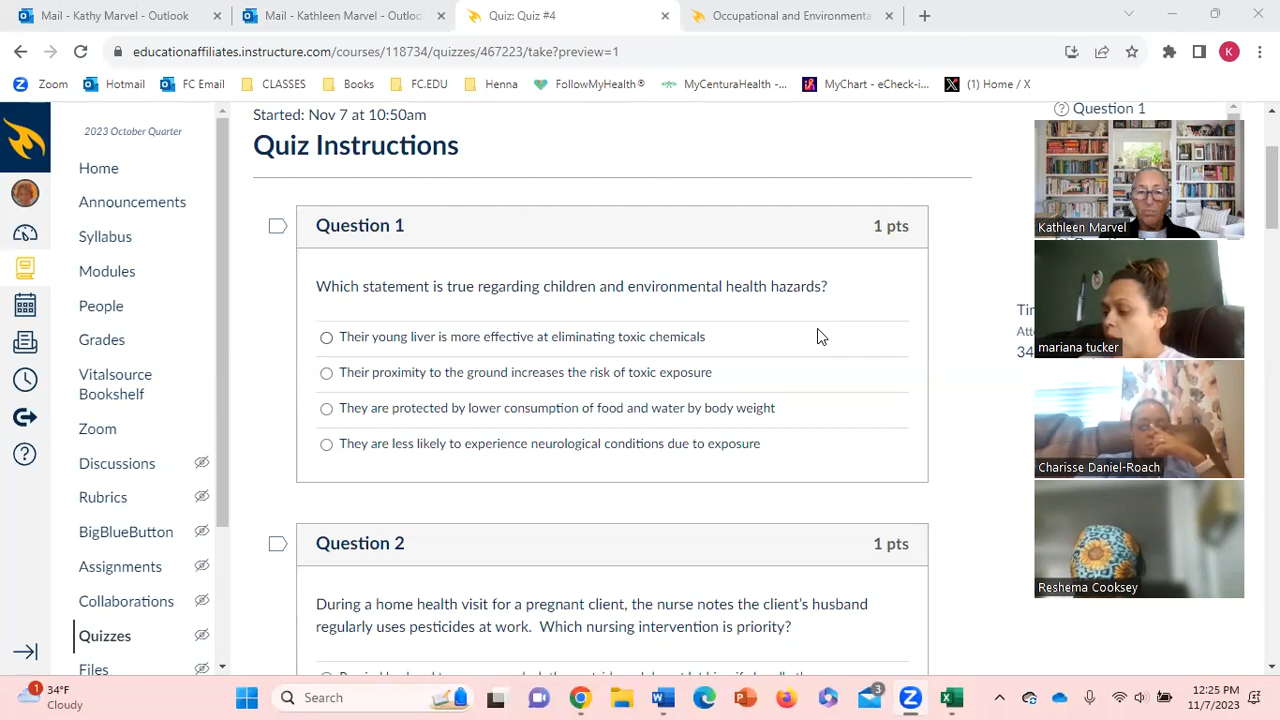 Mail - Kathy Marvel - Outlook
Mail - Kathleen Marvel - Outloo
Quiz: Quiz #4
Occupational and Environmenta
educationaffiliates.instructure.com/courses/118734/quizzes/467223/take?preview=1
K
Zoom
Hotmail
FC Email
CLASSES
Books
FC.EDU
Henna
FollowMyHealth®
MyCenturaHealth -...
MyChart - eCheck-i...
(1) Home / X
2023 October Quarter
Home
Announcements
Syllabus
Modules
People
Grades
Vitalsource
Bookshelf
Zoom
Discussions
Rubrics
BigBlueButton
Assignments
Collaborations
Quizzes
Files
Started: Nov 7 at 10:50am
Quiz Instructions
Question 1
1 pts
Which statement is true regarding children and environmental health hazards?
Their young liver is more effective at eliminating toxic chemicals
Their proximity to the ground increases the risk of toxic exposure
They are protected by lower consumption of food and water by body weight
They are less likely to experience neurological conditions due to exposure
Question 2
1 pts
During a home health visit for a pregnant client, the nurse notes the client's husband
regularly uses pesticides at work. Which nursing intervention is priority?
Question 1
Kathleen Marvel
mariana tucker
Charisse Daniel-Roach
Reshema Cooksey
34°F
Cloudy
1
Search
3
12:25 PM
11/7/2023